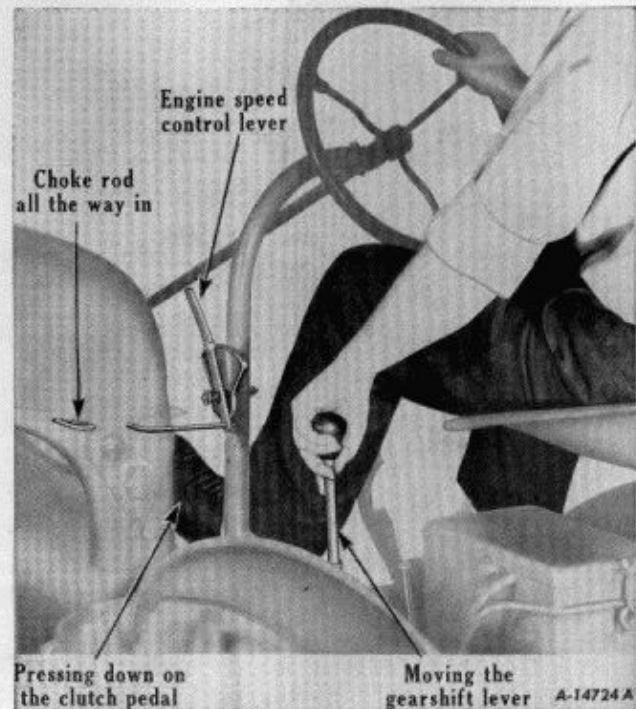 Engine speed
control lever
Choke rod
all the way in
Pressing down on
the clutch pedal
Moving the
gearshift lever
A-14724 A